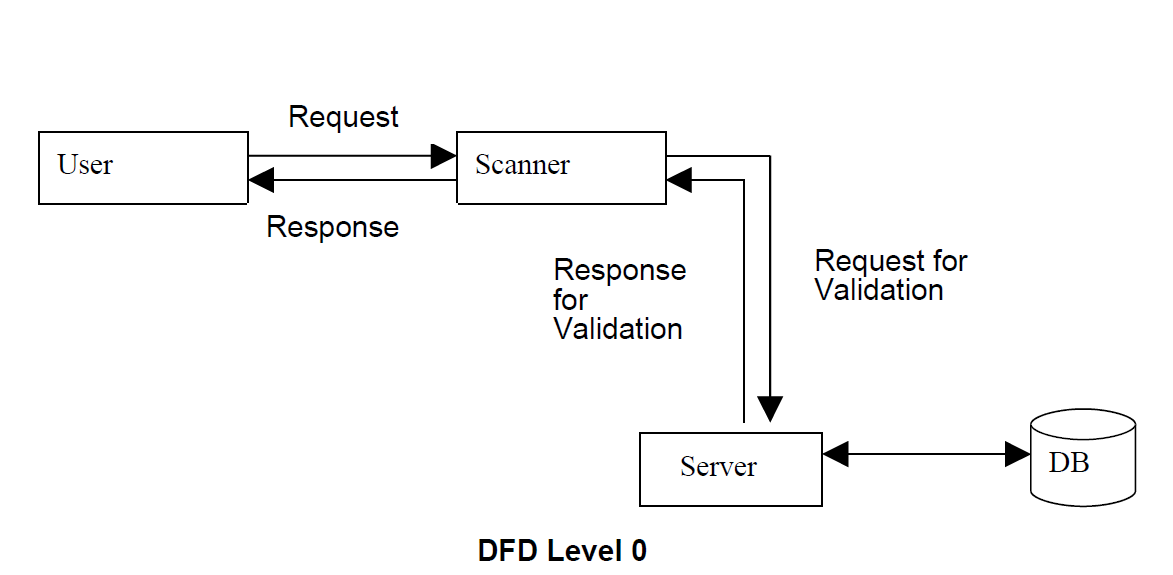 Request
User
Scanner
Response
Response
for
Validation
Request for
Validation
Server
DB
DFD Level 0